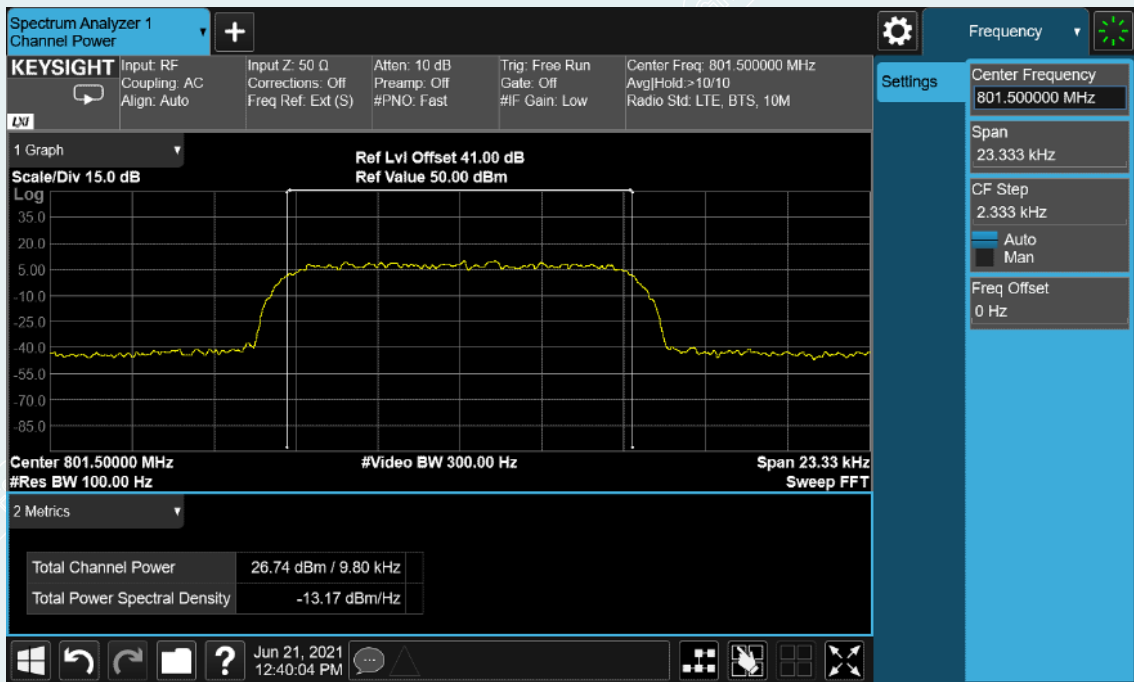 Spectrum Analyzer 1
Channel Power
+
Frequency
KEYSIGHT
Input: RF
Coupling: AC
Align: Auto
Input Z: 50 Ω
Corrections: Off
Freq Ref: Ext (S)
Atten: 10 dB
Preamp: Off
#PNO: Fast
Trig: Free Run
Gate: Off
#IF Gain: Low
Center Freq: 801.500000 MHz
Avg|Hold:>10/10
Radio Std: LTE, BTS, 10M
LXI
Settings
Center Frequency
801.500000 MHz
Span
23.333 kHz
CF Step
2.333 kHz
Auto
Man
Freq Offset
0 Hz
1 Graph
Scale/Div 15.0 dB
Ref Lvl Offset 41.00 dB
Ref Value 50.00 dBm
Log
35.0
20.0
5.00
-10.0
-25.0
-40.0
-55.0
-70.0
-85.0
Center 801.50000 MHz
#Res BW 100.00 Hz
#Video BW 300.00 Hz
Span 23.33 kHz
Sweep FFT
2 Metrics
Total Channel Power 26.74 dBm / 9.80 kHz
Total Power Spectral Density -13.17 dBm/Hz
?
Jun 21, 2021
12:40:04 PM